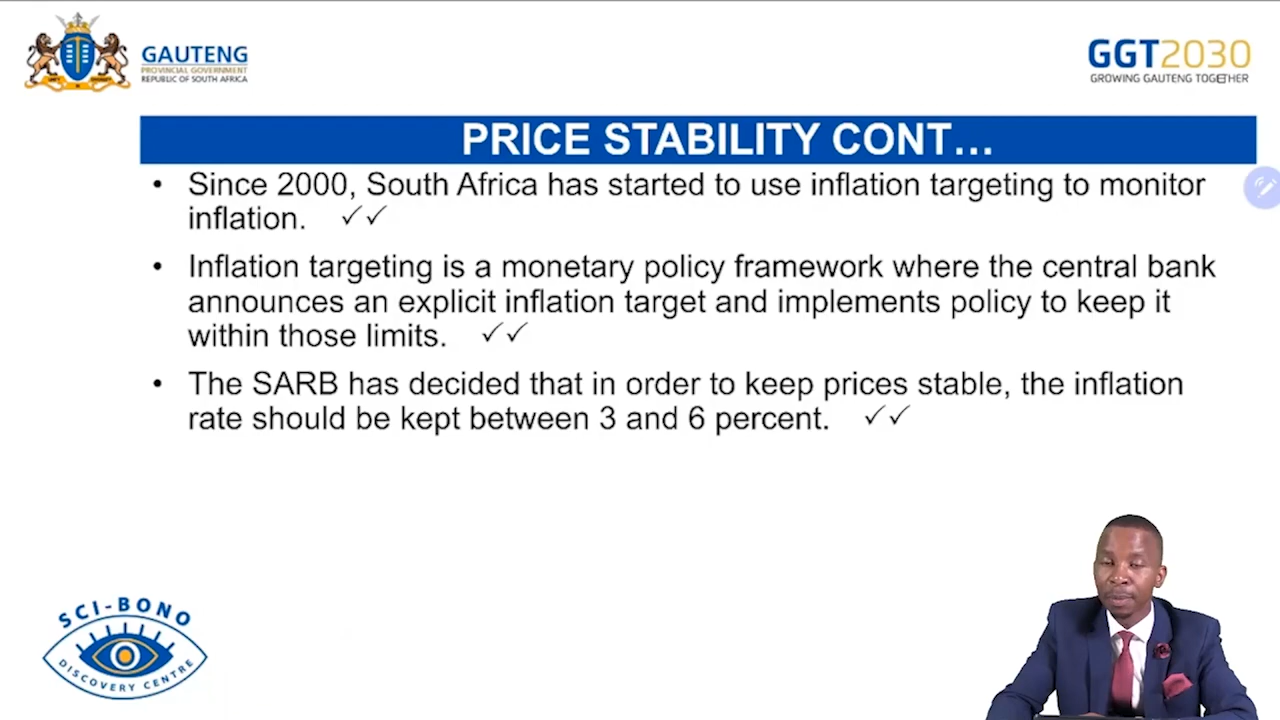 GAUTENG
PROVINCIAL GOVERNMENT
REPUBLIC OF SOUTH AFRICA
GGT2030
GROWING GAUTENG TOGETHER
PRICE STABILITY CONT...
• Since 2000, South Africa has started to use inflation targeting to monitor
inflation. ✓✓
• Inflation targeting is a monetary policy framework where the central bank
announces an explicit inflation target and implements policy to keep it
within those limits. ✓✓
• The SARB has decided that in order to keep prices stable, the inflation
rate should be kept between 3 and 6 percent. ✓✓
SCI-BONO
DISCOVERY CENTRE